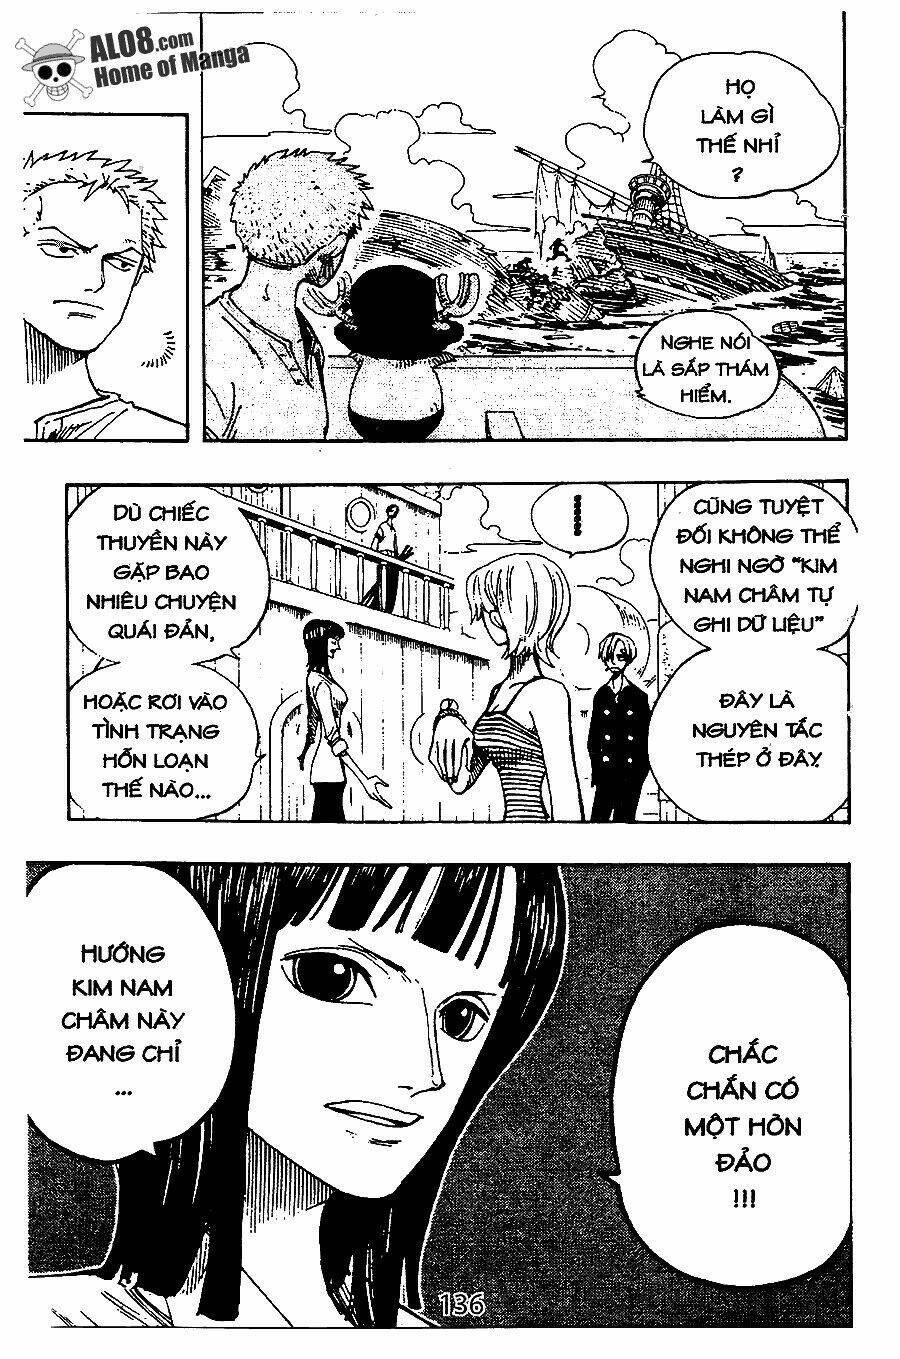 AL08.com
Home of Manga
HỌ
LÀM GÌ
THẾ NHỈ
?
NGHE NÓI
LÀ SẮP THÁM
HIỂM.
CŨNG TUYỆT
ĐỐI KHÔNG THỂ
NGHI NGỜ "KIM
NAM CHÂM TỰ
GHI DỮ LIỆU"
ĐÂY LÀ
NGUYÊN TẮC
THÉP Ở ĐÂY
!!!!!!
DÙ CHIẾC
THUYỀN NÀY
GẶP BAO
NHIÊU CHUYỆN
QUÁI ĐẢN,
HOẶC RƠI VÀO
TÌNH TRẠNG
HỖN LOẠN
THẾ NÀO...
HƯỚNG
KIM NAM
CHÂM NÀY
ĐANG CHỈ
...
CHẮC
CHẮN CÓ
MỘT HÒN
ĐẢO
!!!
136